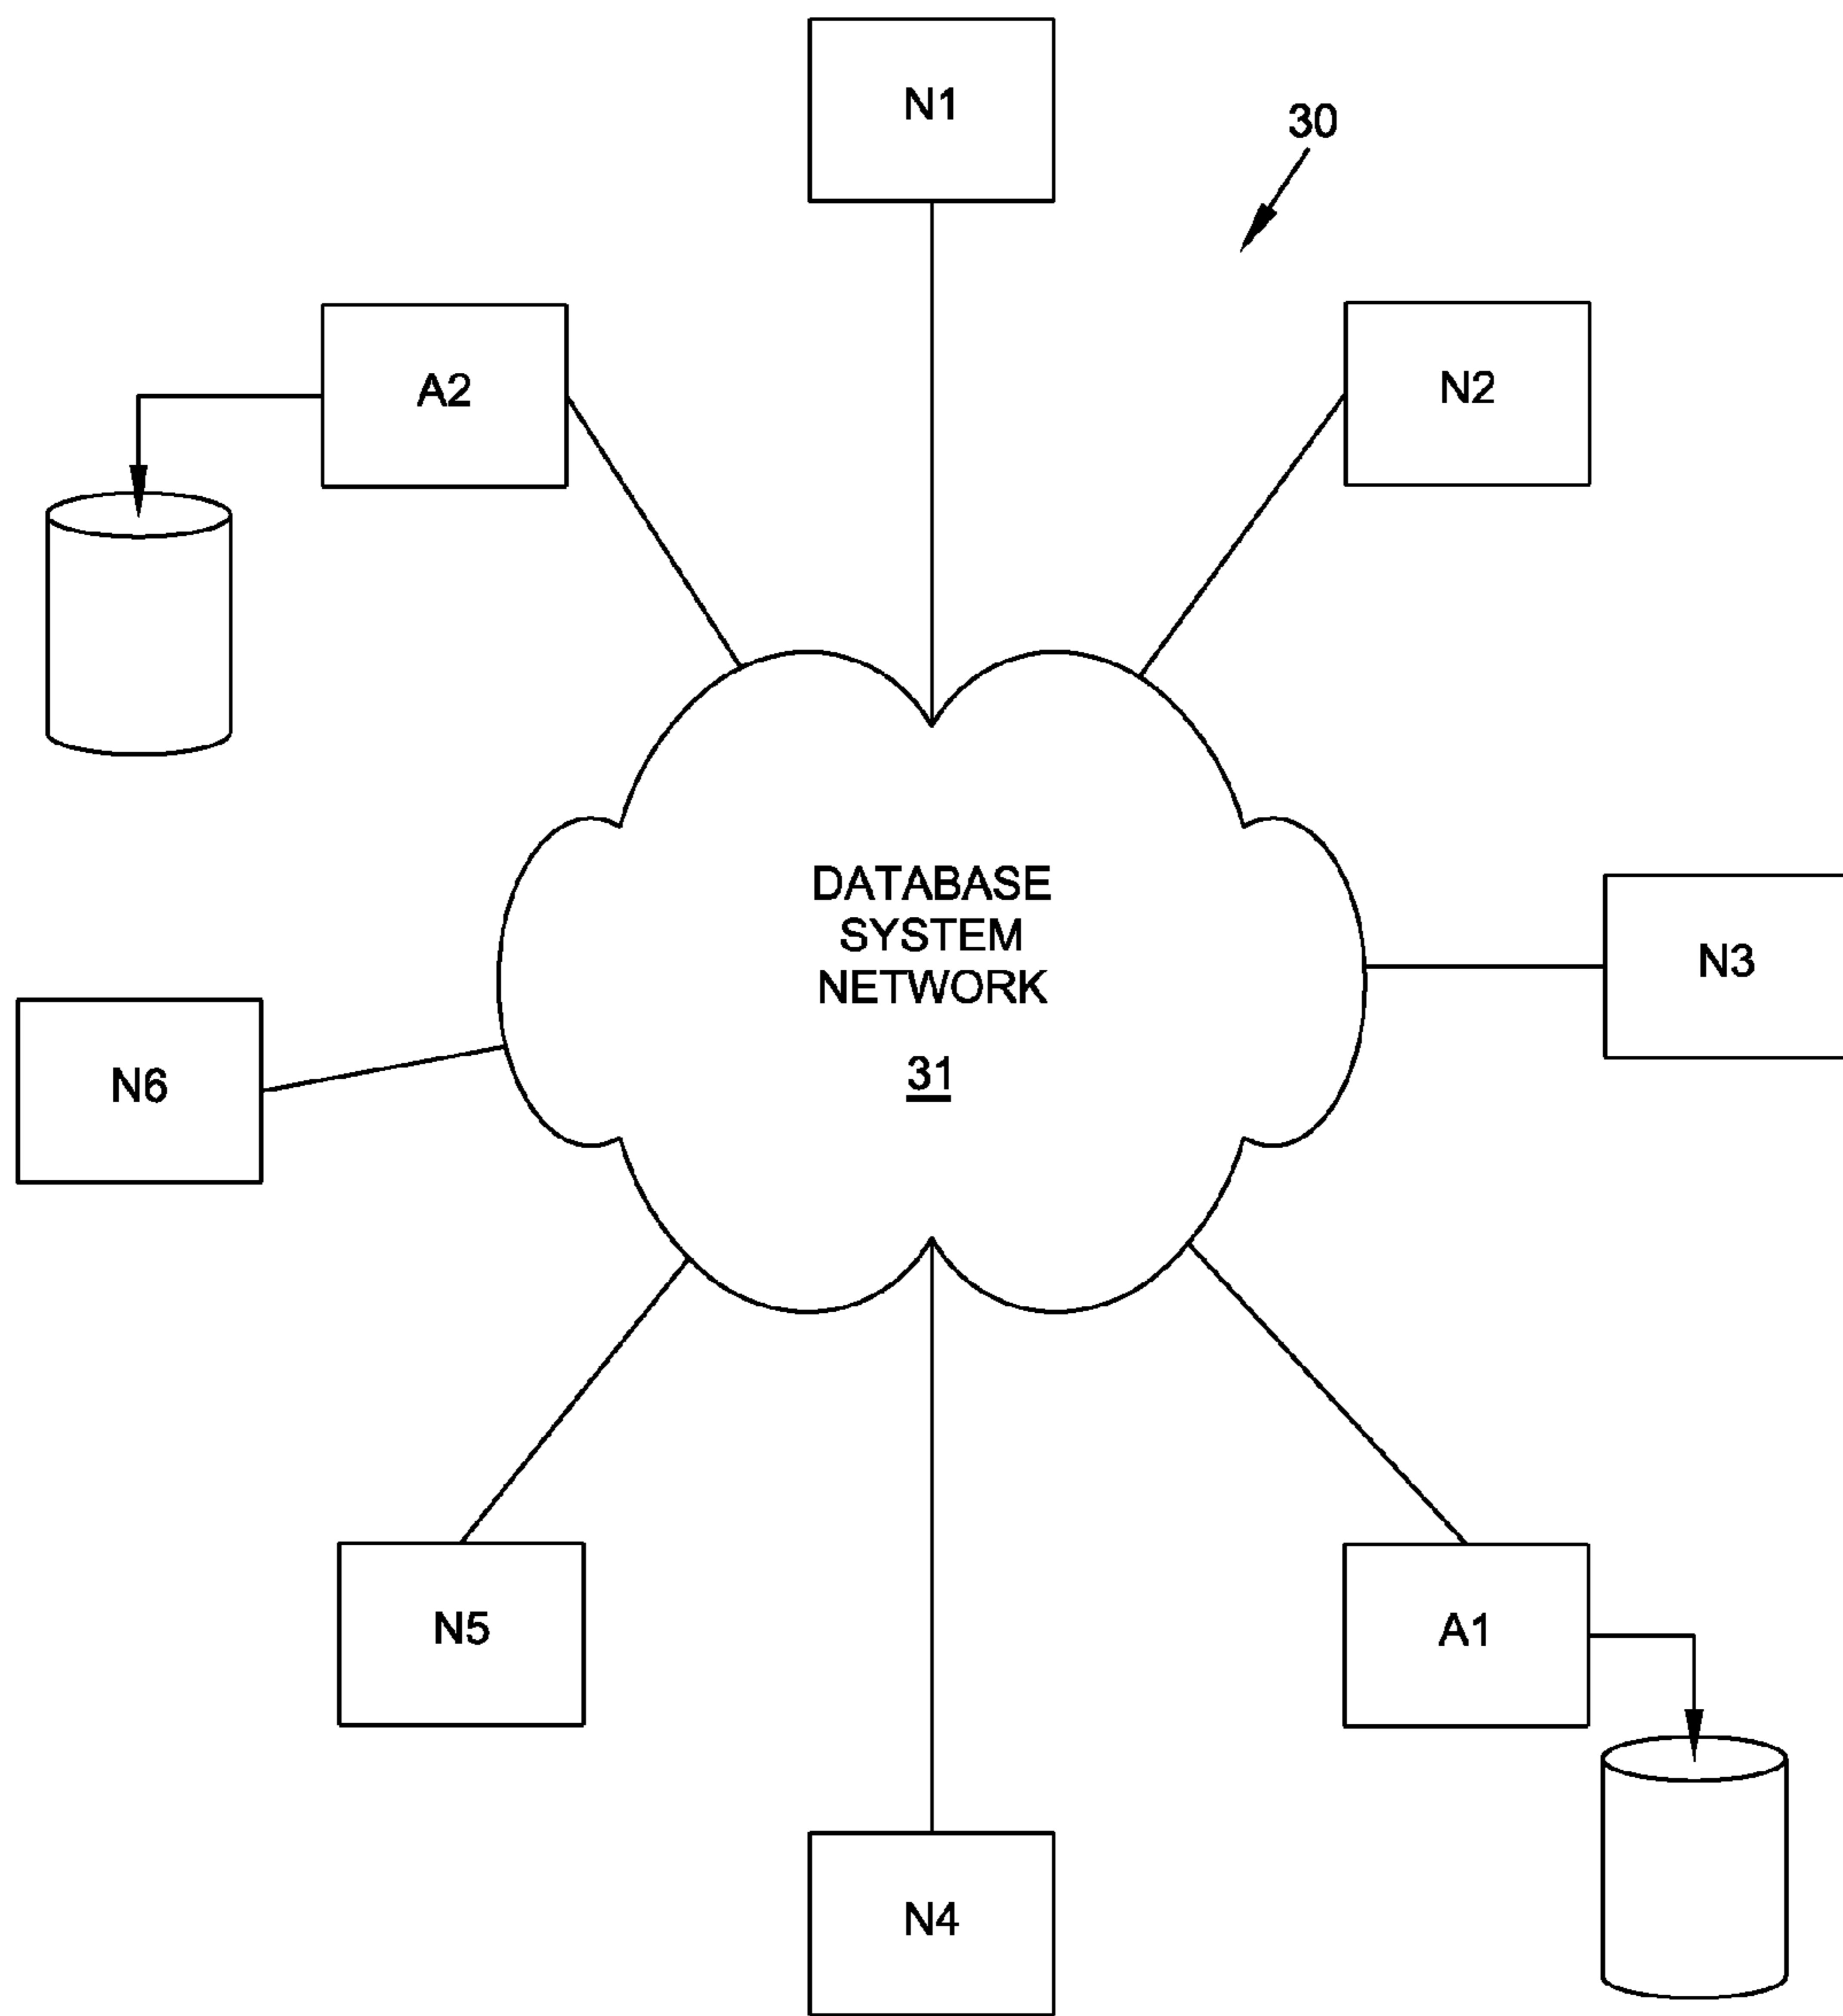 N1
30
A2
N2
DATABASE
SYSTEM
NETWORK
31
N3
N6
N5
A1
N4